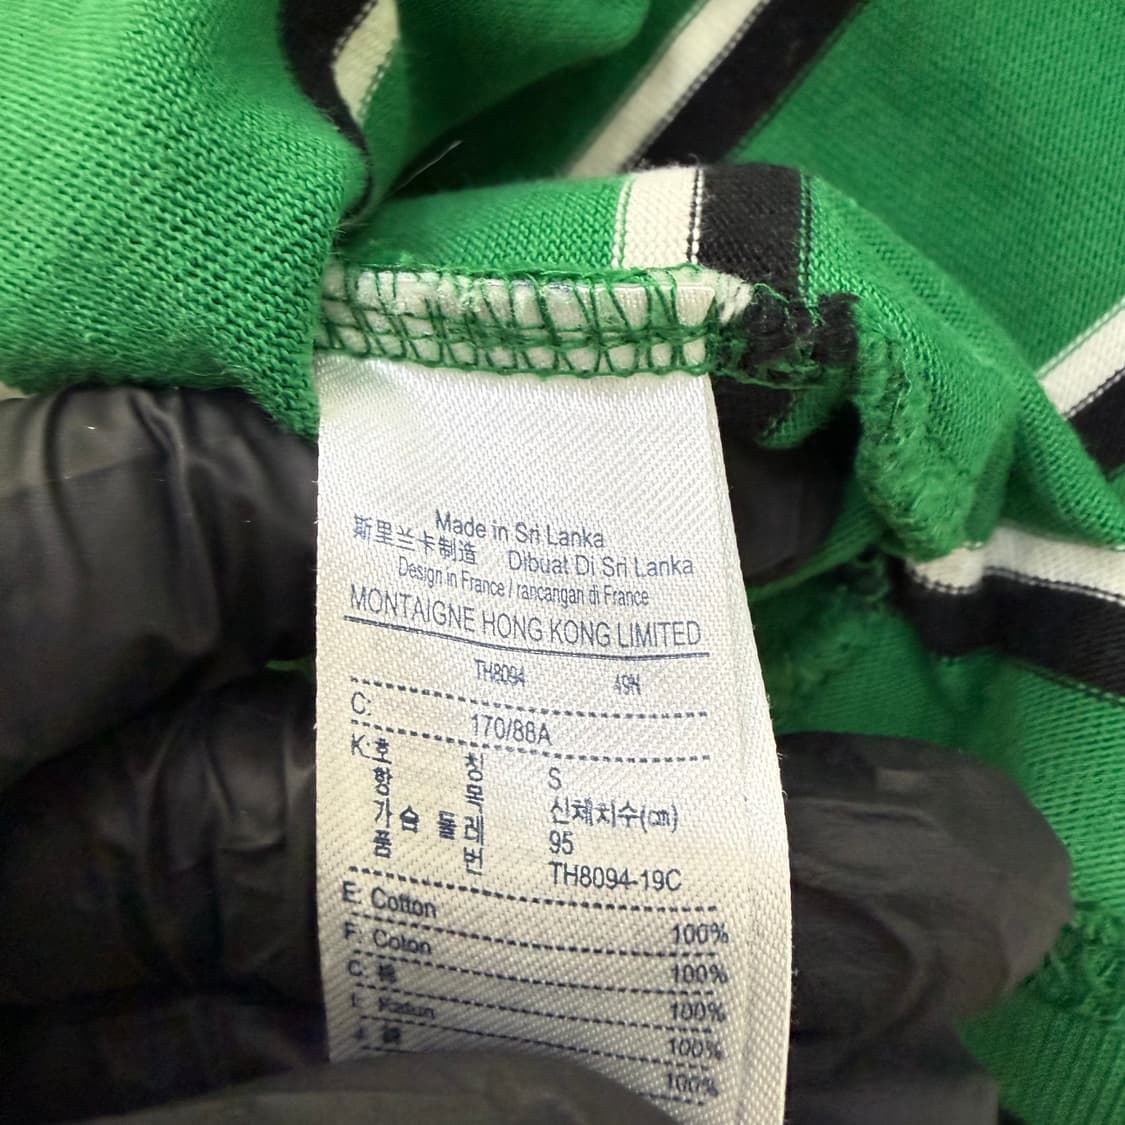 Made in Sri Lanka
斯里兰卡制造 Dibuat Di Sri Lanka
Design in France / rancangan di France
MONTAIGNE HONG KONG LIMITED
TH8094 49N
C: 170/88A
K: 호 칭 S
항 목 신체치수(cm)
가슴 둘레 95
품 번 TH8094-19C
E: Cotton 100%
F: Coton 100%
C: 棉 100%
I: Katun 100%
100%